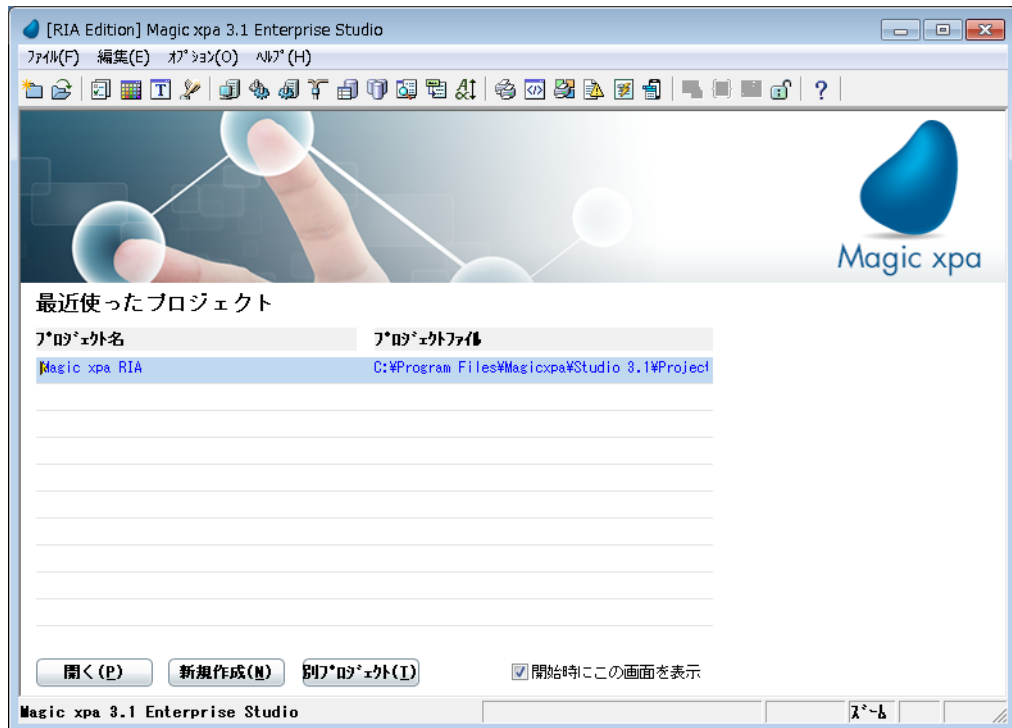 [RIA Edition] Magic xpa 3.1 Enterprise Studio
ﾌｧｲﾙ(F) 編集(E) ｵﾌﾟｼｮﾝ(O) ﾍﾙﾌﾟ(H)
Magic xpa
最近使ったプロジェクト
ﾌﾟﾛｼﾞｪｸﾄ名 ﾌﾟﾛｼﾞｪｸﾄﾌｧｲﾙ
Magic xpa RIA C:¥Program Files¥Magicxpa¥Studio 3.1¥Project
開く(P) 新規作成(N) 別ﾌﾟﾛｼﾞｪｸﾄ(I) 開始時にこの画面を表示
Magic xpa 3.1 Enterprise Studio ｽﾞｰﾑ